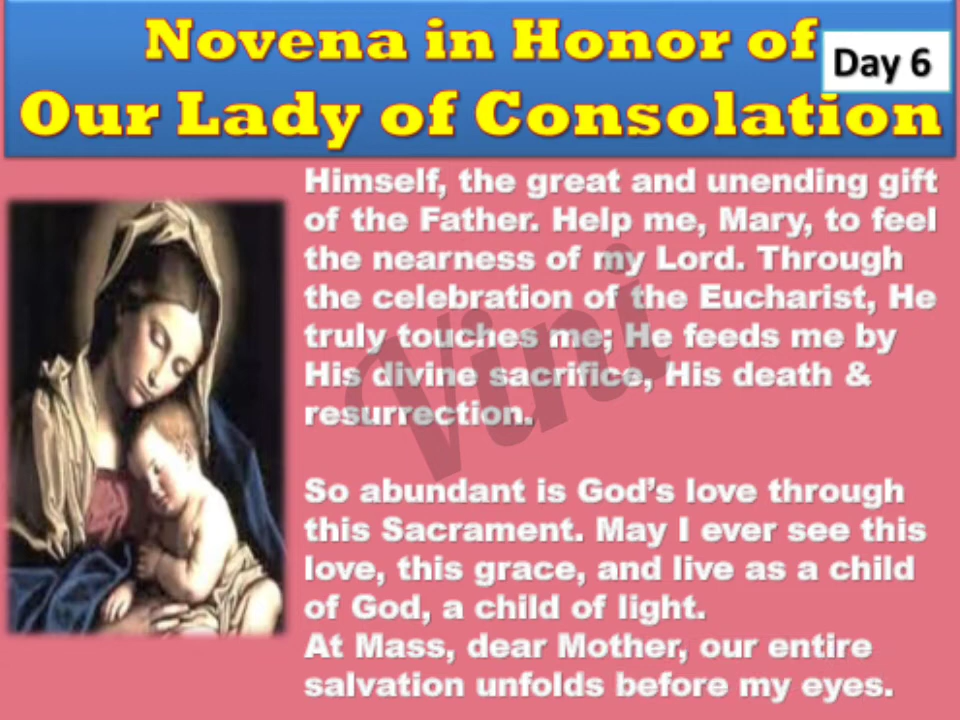 Novena in Honor of
Day 6
Our Lady of Consolation
Himself, the great and unending gift
of the Father. Help me, Mary, to feel
the nearness of my Lord. Through
the celebration of the Eucharist, He
truly touches me; He feeds me by
His divine sacrifice, His death &
resurrection.
So abundant is God’s love through
this Sacrament. May I ever see this
love, this grace, and live as a child
of God, a child of light.
At Mass, dear Mother, our entire
salvation unfolds before my eyes.
Vini